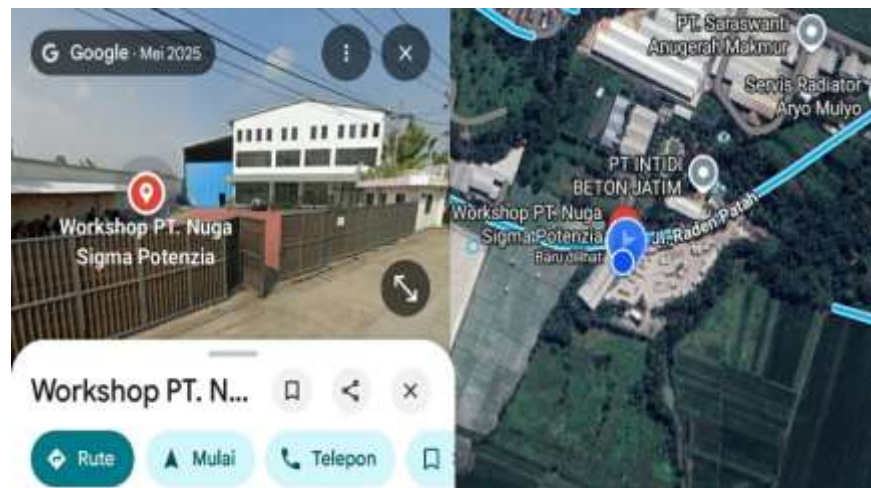 Google · Mei 2025
Workshop PT. Nuga
Sigma Potenzia
Workshop PT. N...
Rute
Mulai
Telepon
PT. Saraswanti
Anugerah Makmur
Servis Radiator
Aryo Mulyo
PT INTIDI
BETON JATIM
Workshop PT. Nuga
Sigma Potenzia
Baru dilihat
Jl. Raden Patah